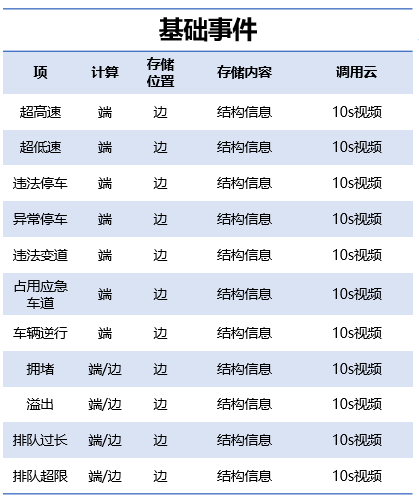 基础事件
项 计算 存储位置 存储内容 调用云
超高速 端 边 结构信息 10s视频
超低速 端 边 结构信息 10s视频
违法停车 端 边 结构信息 10s视频
异常停车 端 边 结构信息 10s视频
违法变道 端 边 结构信息 10s视频
占用应急车道 端 边 结构信息 10s视频
车辆逆行 端 边 结构信息 10s视频
拥堵 端/边 边 结构信息 10s视频
溢出 端/边 边 结构信息 10s视频
排队过长 端/边 边 结构信息 10s视频
排队超限 端/边 边 结构信息 10s视频